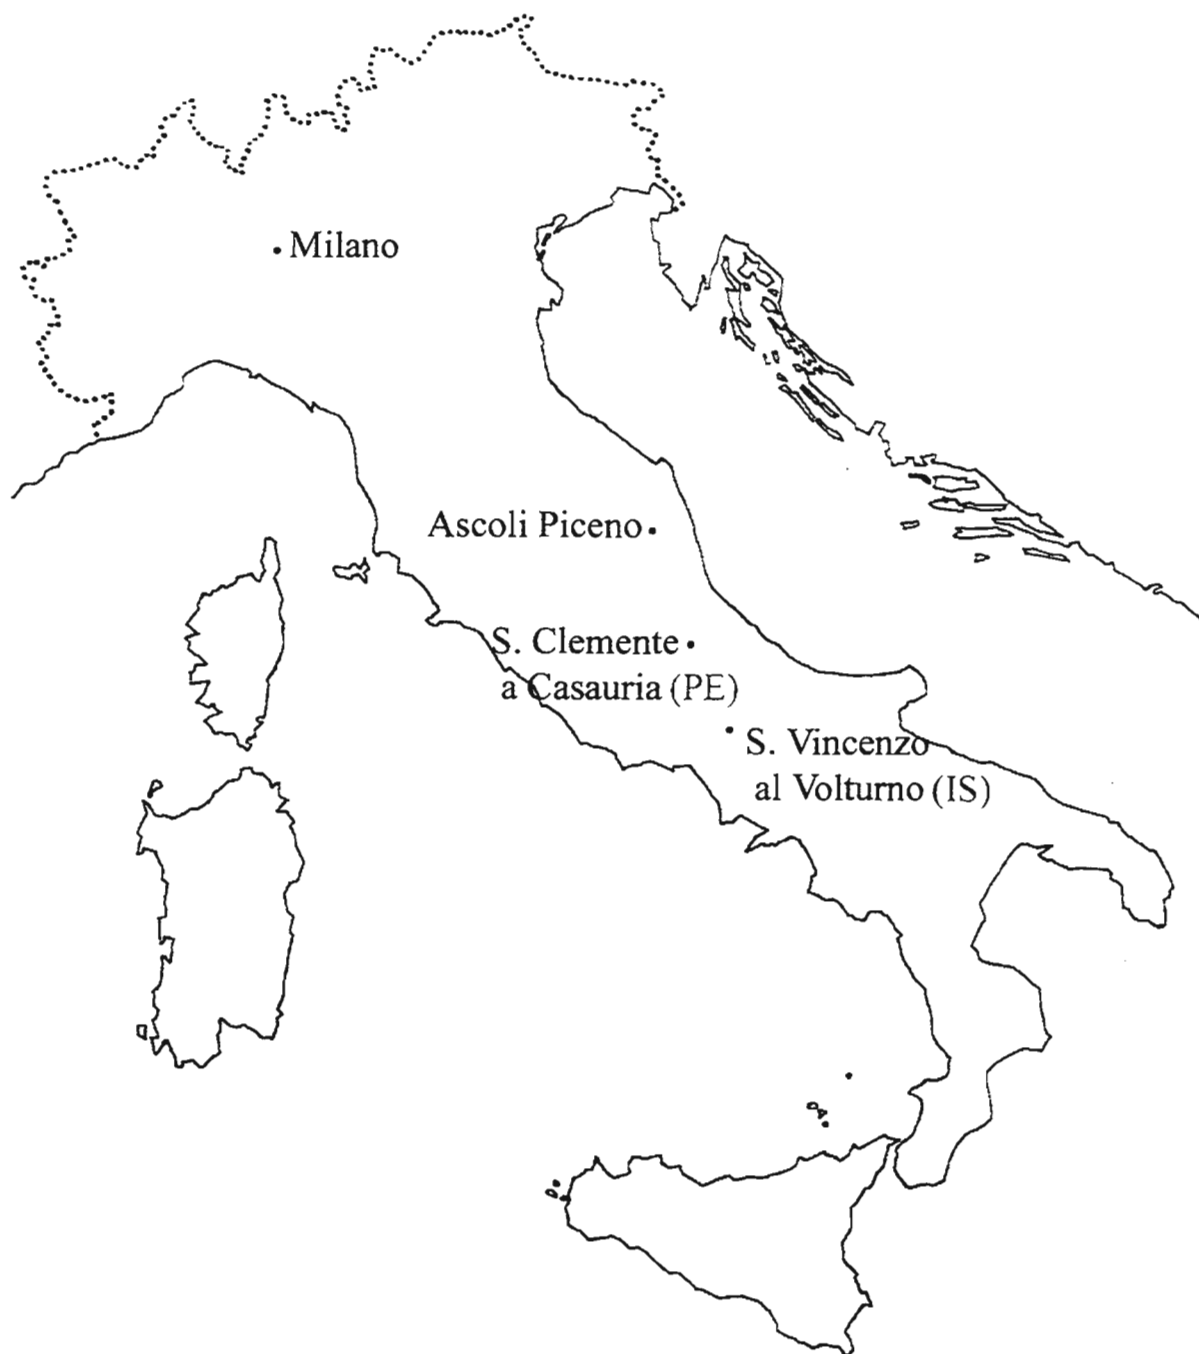 Milano
Ascoli Piceno
S. Clemente
a Casauria (PE)
S. Vincenzo
al Volturno (IS)